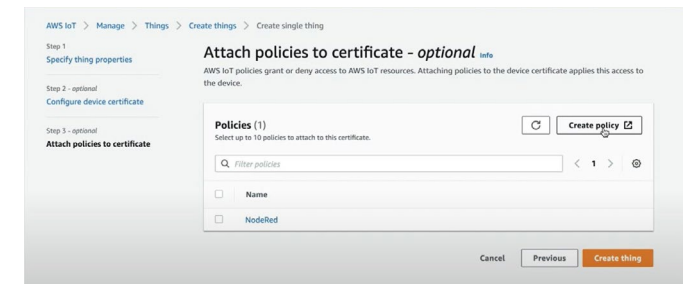 AWS IoT > Manage > Things > Create things > Create single thing
Step 1
Specify thing properties
Step 2 - optional
Configure device certificate
Step 3 - optional
Attach policies to certificate
Attach policies to certificate - optional Info
AWS IoT policies grant or deny access to AWS IoT resources. Attaching policies to the device certificate applies this access to
the device.
Policies (1)
Select up to 10 policies to attach to this certificate.
Create policy
Filter policies
< 1 >
Name
NodeRed
Cancel Previous Create thing